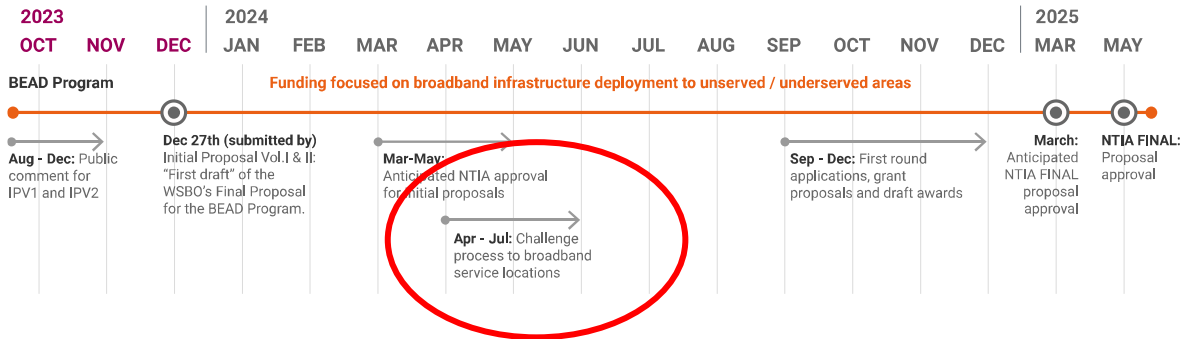 2023 2024 2025
OCT NOV DEC JAN FEB MAR APR MAY JUN JUL AUG SEP OCT NOV DEC MAR MAY
BEAD Program Funding focused on broadband infrastructure deployment to unserved / underserved areas
Aug - Dec: Public
comment for
IPV1 and IPV2
Dec 27th (submitted by)
Initial Proposal Vol.I & II:
“First draft” of the
WSBO’s Final Proposal
for the BEAD Program.
Mar-May:
Anticipated NTIA approval
for initial proposals
Apr - Jul: Challenge
process to broadband
service locations
Sep - Dec: First round
applications, grant
proposals and draft awards
March:
Anticipated
NTIA FINAL
proposal
approval
NTIA FINAL:
Proposal
approval